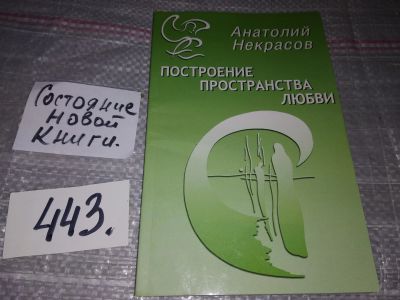 Состояние
новой
книги.
443.
Анатолий
Некрасов
ПОСТРОЕНИЕ
ПРОСТРАНСТВА
ЛЮБВИ